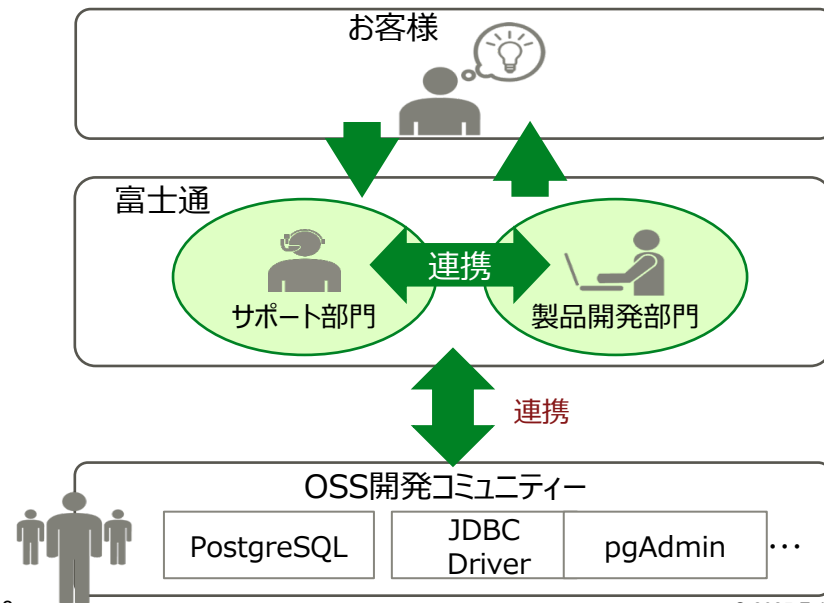 お客様
富士通
連携
サポート部門
製品開発部門
連携
OSS開発コミュニティー
PostgreSQL
JDBC
Driver
pgAdmin
…